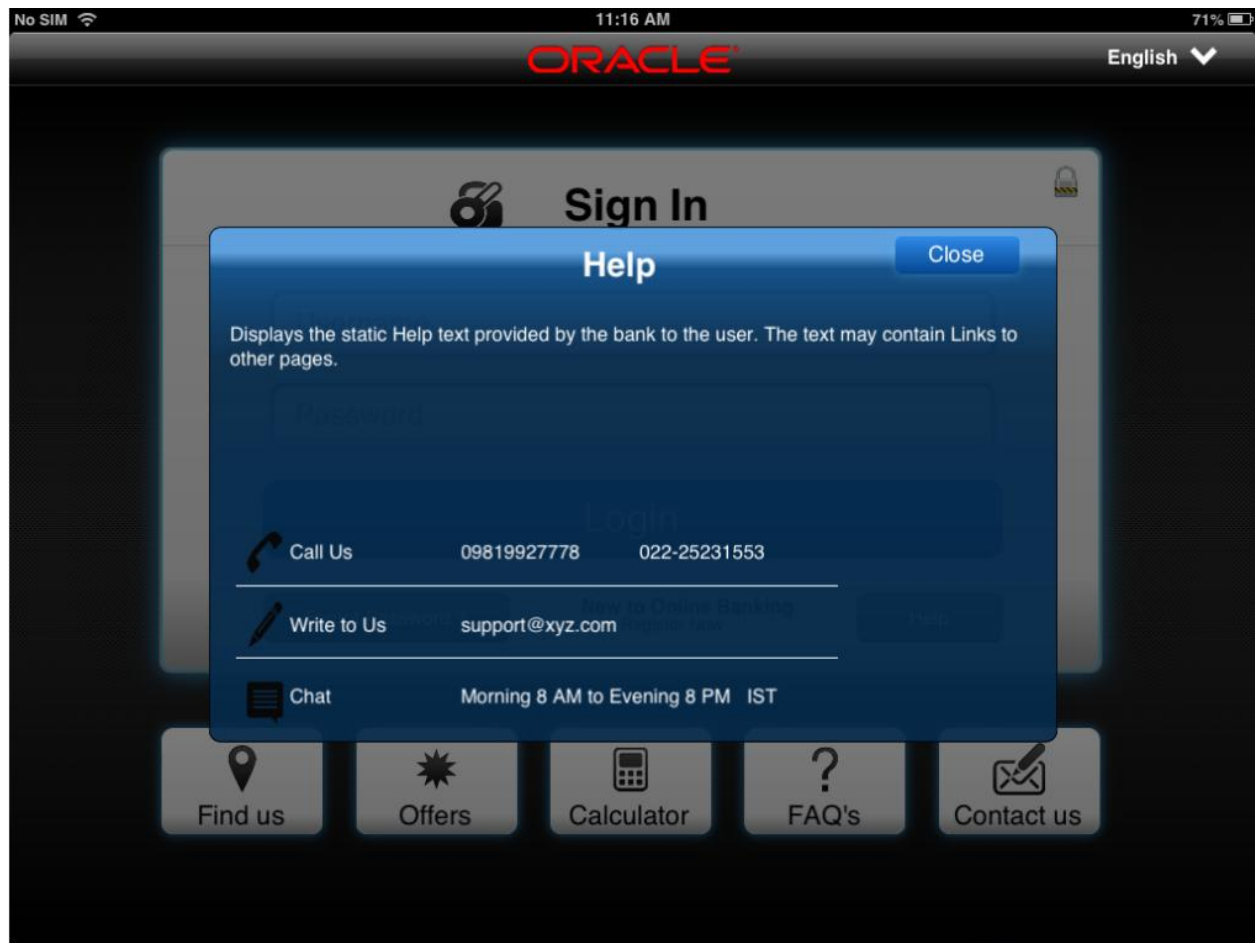 No SIM 11:16 AM 71%
ORACLE
English
Sign In
Help
Close
Displays the static Help text provided by the bank to the user. The text may contain Links to
other pages.
Password
Login
Call Us 09819927778 022-25231553
New to Online Banking
Register Now
Help
Write to Us support@xyz.com
Chat Morning 8 AM to Evening 8 PM IST
Find us
Offers
Calculator
FAQ's
Contact us